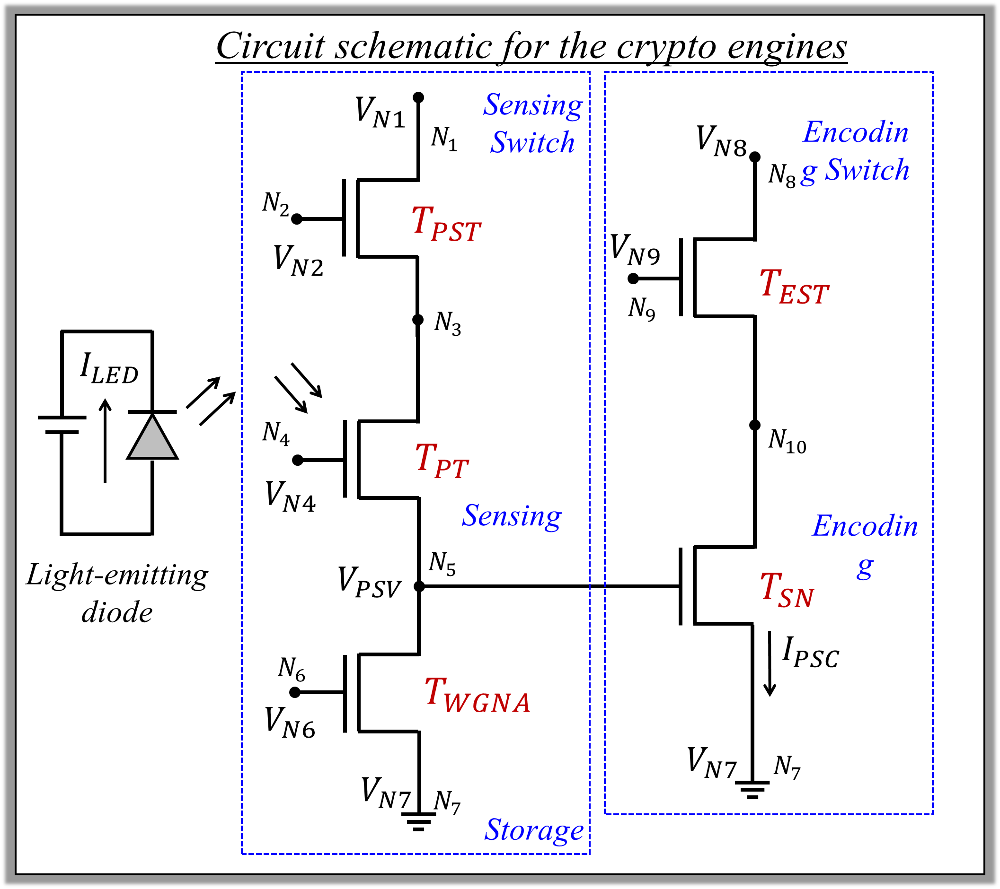 Circuit schematic for the crypto engines
V_N1
N_1
Sensing
Switch
N_2
V_N2
T_PST
N_3
I_LED
Light-emitting
diode
N_4
V_N4
T_PT
Sensing
N_5
V_PSV
N_6
V_N6
T_WGNA
V_N7
N_7
Storage
V_N8
N_8
Encodin
g Switch
V_N9
N_9
T_EST
N_10
Encodin
g
T_SN
I_PSC
V_N7
N_7